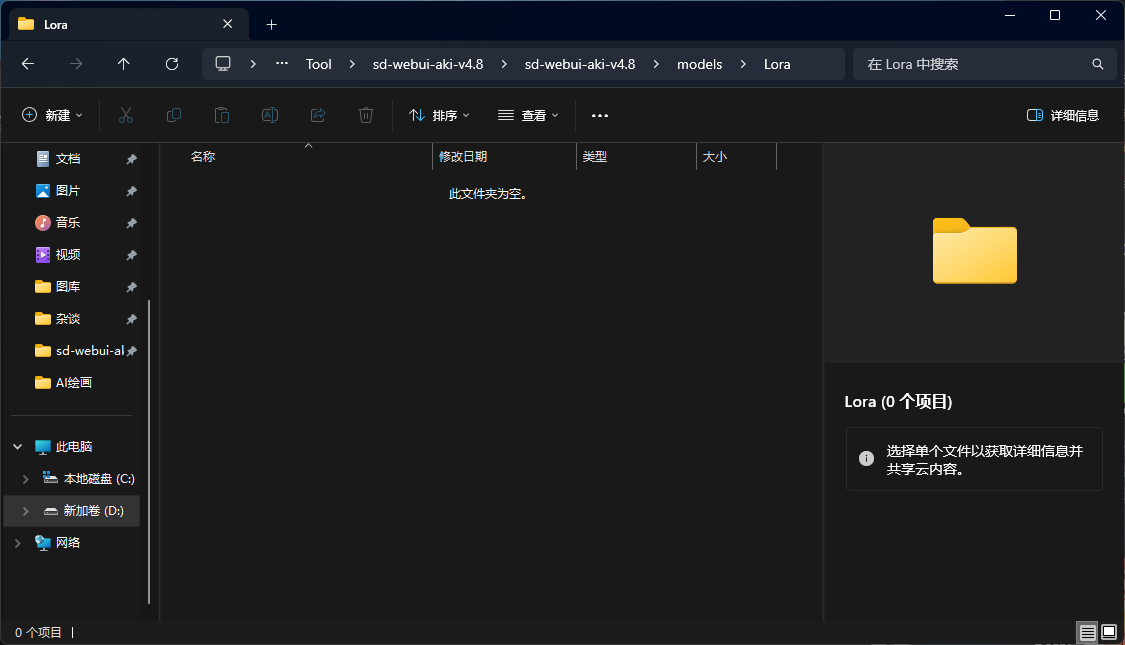 Lora
Tool
sd-webui-aki-v4.8
sd-webui-aki-v4.8
models
Lora
在 Lora 中搜索
新建
排序
查看
详细信息
名称
修改日期
类型
大小
此文件夹为空。
文档
图片
音乐
视频
图库
杂谈
sd-webui-al
AI绘画
此电脑
本地磁盘 (C:)
新加卷 (D:)
网络
Lora (0 个项目)
选择单个文件以获取详细信息并
共享云内容。
0 个项目